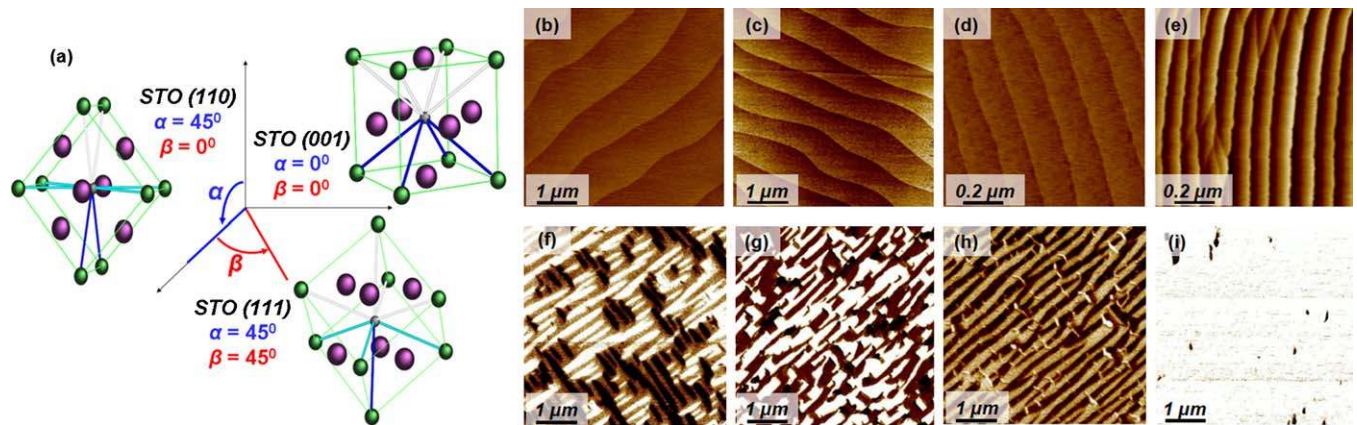 (a)
STO (110)
α = 45⁰
β = 0⁰
STO (001)
α = 0⁰
β = 0⁰
α
β
STO (111)
α = 45⁰
β = 45⁰
(b)
1 µm
(c)
1 µm
(d)
0.2 µm
(e)
0.2 µm
(f)
1 µm
(g)
1 µm
(h)
1 µm
(i)
1 µm